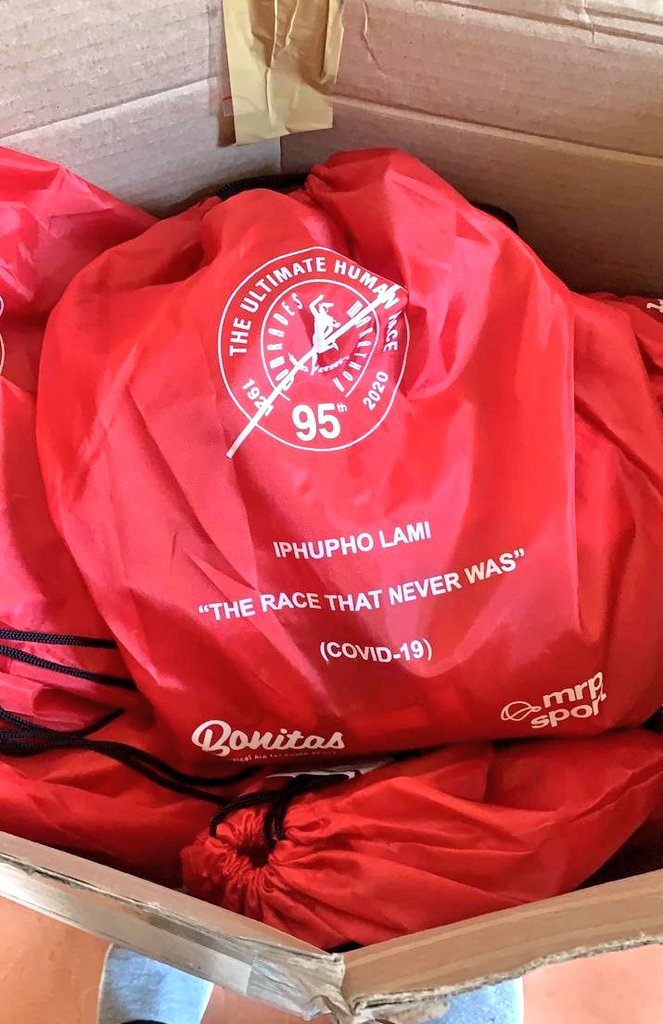 THE ULTIMATE HUMAN RACE
COMRADES MARATHON
1921 2020
95th
IPHUPHO LAMI
"THE RACE THAT NEVER WAS"
(COVID-19)
Bonitas
mrp
sport